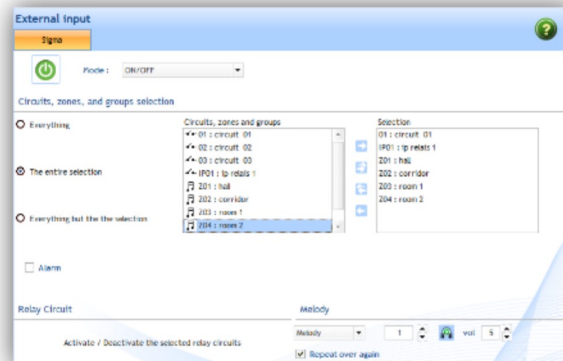 External input
Sigma
Mode : ON/OFF
Circuits, zones, and groups selection
Everything
The entire selection
Everything but the the selection
Circuits, zones and groups
01 : circuit 01
02 : circuit 02
03 : circuit 03
IP01 : ip relais 1
Z01 : hall
Z02 : corridor
Z03 : room 1
Z04 : room 2
Selection
01 : circuit 01
IP01 : ip relais 1
Z01 : hall
Z02 : corridor
Z03 : room 1
Z04 : room 2
Alarm
Relay Circuit
Activate / Deactivate the selected relay circuits
Melody
Melody 1 vol 5
Repeat over again